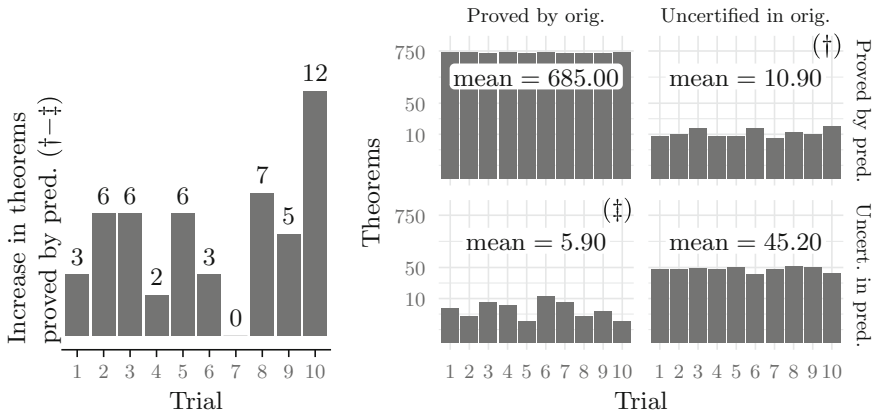 Increase in theorems
proved by pred. (†−‡)
3
6
6
2
6
3
0
7
5
12
1 2 3 4 5 6 7 8 9 10
Trial
Proved by orig.
Uncertified in orig.
Theorems
750
50
10
mean = 685.00
(†)
mean = 10.90
Proved by pred.
750
50
10
(‡)
mean = 5.90
mean = 45.20
Uncert. in pred.
1 2 3 4 5 6 7 8 9 10
1 2 3 4 5 6 7 8 9 10
Trial